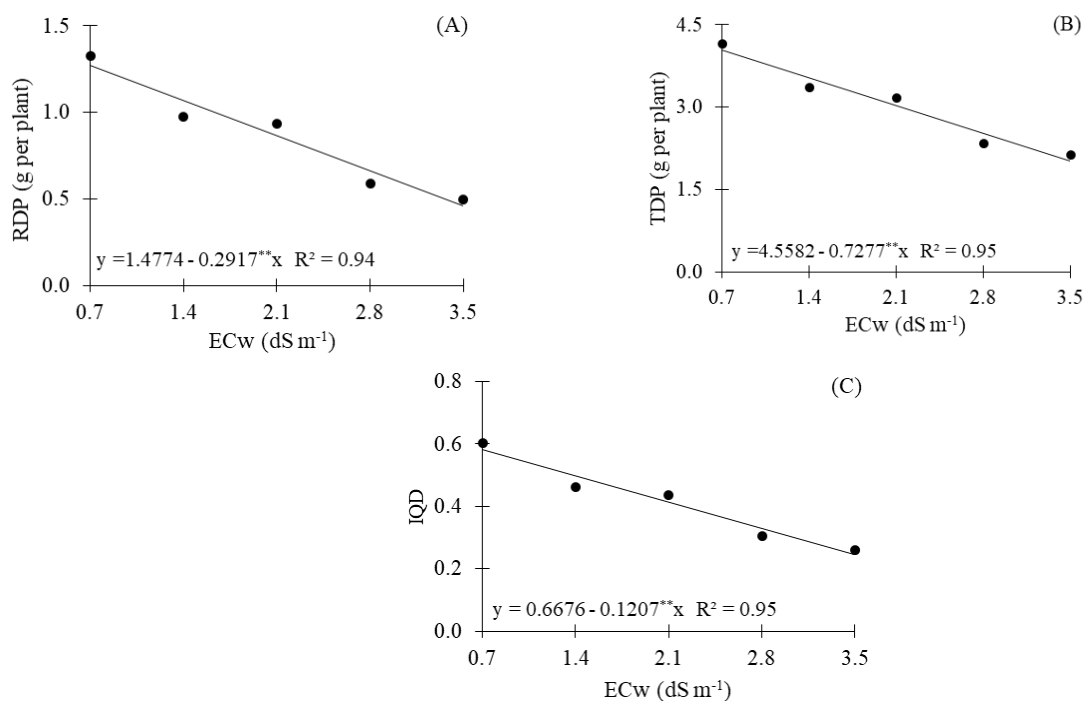 (A)
1.5
1.0
0.5
0.0
RDP (g per plant)
y =1.4774 - 0.2917**x R² = 0.94
0.7 1.4 2.1 2.8 3.5
ECw (dS m-1)
(B)
4.5
3.0
1.5
0.0
TDP (g per plant)
y =4.5582 - 0.7277**x R² = 0.95
0.7 1.4 2.1 2.8 3.5
ECw (dS m-1)
(C)
0.8
0.6
0.4
0.2
0.0
IQD
y = 0.6676 - 0.1207**x R² = 0.95
0.7 1.4 2.1 2.8 3.5
ECw (dS m-1)